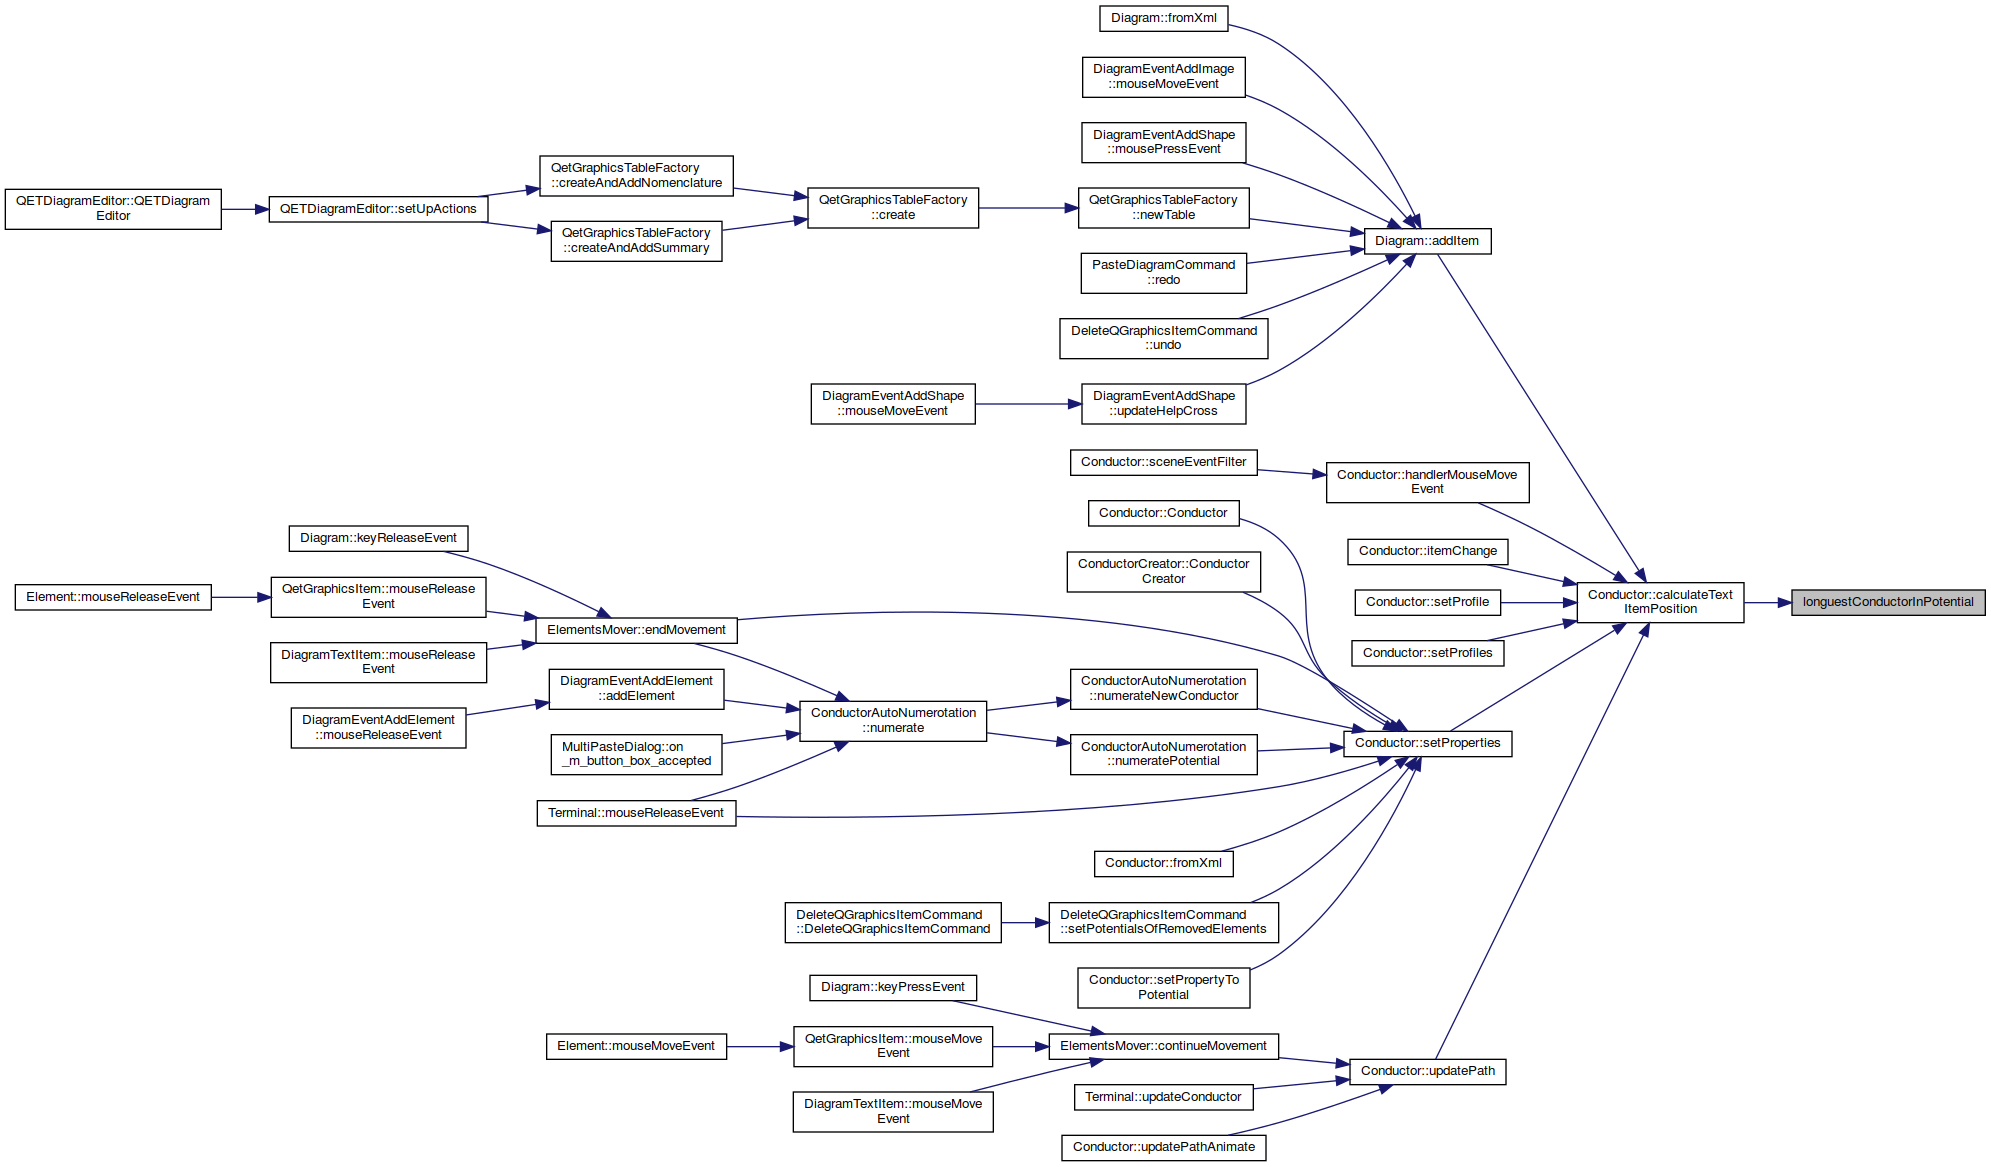 Diagram::fromXml
DiagramEventAddImage
::mouseMoveEvent
DiagramEventAddShape
::mousePressEvent
QetGraphicsTableFactory
::createAndAddNomenclature
QETDiagramEditor::QETDiagram
Editor
QETDiagramEditor::setUpActions
QetGraphicsTableFactory
::create
QetGraphicsTableFactory
::newTable
QetGraphicsTableFactory
::createAndAddSummary
Diagram::addItem
PasteDiagramCommand
::redo
DeleteQGraphicsItemCommand
::undo
DiagramEventAddShape
::mouseMoveEvent
DiagramEventAddShape
::updateHelpCross
Conductor::sceneEventFilter
Conductor::handlerMouseMove
Event
Conductor::Conductor
Diagram::keyReleaseEvent
Conductor::itemChange
ConductorCreator::Conductor
Creator
Element::mouseReleaseEvent
QetGraphicsItem::mouseRelease
Event
Conductor::setProfile
Conductor::calculateText
ItemPosition
longuestConductorInPotential
ElementsMover::endMovement
DiagramTextItem::mouseRelease
Event
Conductor::setProfiles
DiagramEventAddElement
::addElement
ConductorAutoNumerotation
::numerateNewConductor
DiagramEventAddElement
::mouseReleaseEvent
ConductorAutoNumerotation
::numerate
MultiPasteDialog::on
_m_button_box_accepted
ConductorAutoNumerotation
::numeratePotential
Conductor::setProperties
Terminal::mouseReleaseEvent
Conductor::fromXml
DeleteQGraphicsItemCommand
::DeleteQGraphicsItemCommand
DeleteQGraphicsItemCommand
::setPotentialsOfRemovedElements
Conductor::setPropertyTo
Potential
Diagram::keyPressEvent
Element::mouseMoveEvent
QetGraphicsItem::mouseMove
Event
ElementsMover::continueMovement
Conductor::updatePath
Terminal::updateConductor
DiagramTextItem::mouseMove
Event
Conductor::updatePathAnimate